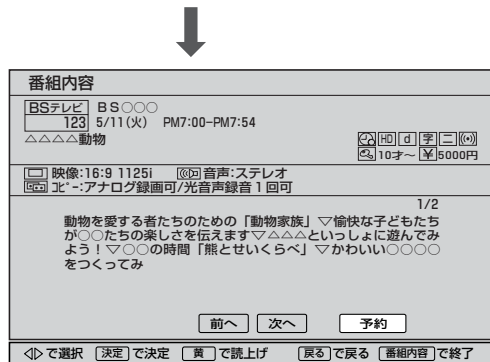 番組内容
BSテレビ BS○○○
123 5/11(火) PM7:00-PM7:54
△△△△動物
HD d 字 二
10才～ ¥5000円
映像:16:9 1125i 音声:ステレオ
コピー:アナログ録画可/光音声録音1回可
1/2
動物を愛する者たちのための「動物家族」▽愉快な子どもたち
が○○たちの楽しさを伝えます▽△△△といっしょに遊んでみ
よう！▽○○の時間「熊とせいくらべ」▽かわいい○○○○
をつくってみ
前へ 次へ 予約
で選択 決定で決定 黄で読上げ 戻るで戻る 番組内容で終了